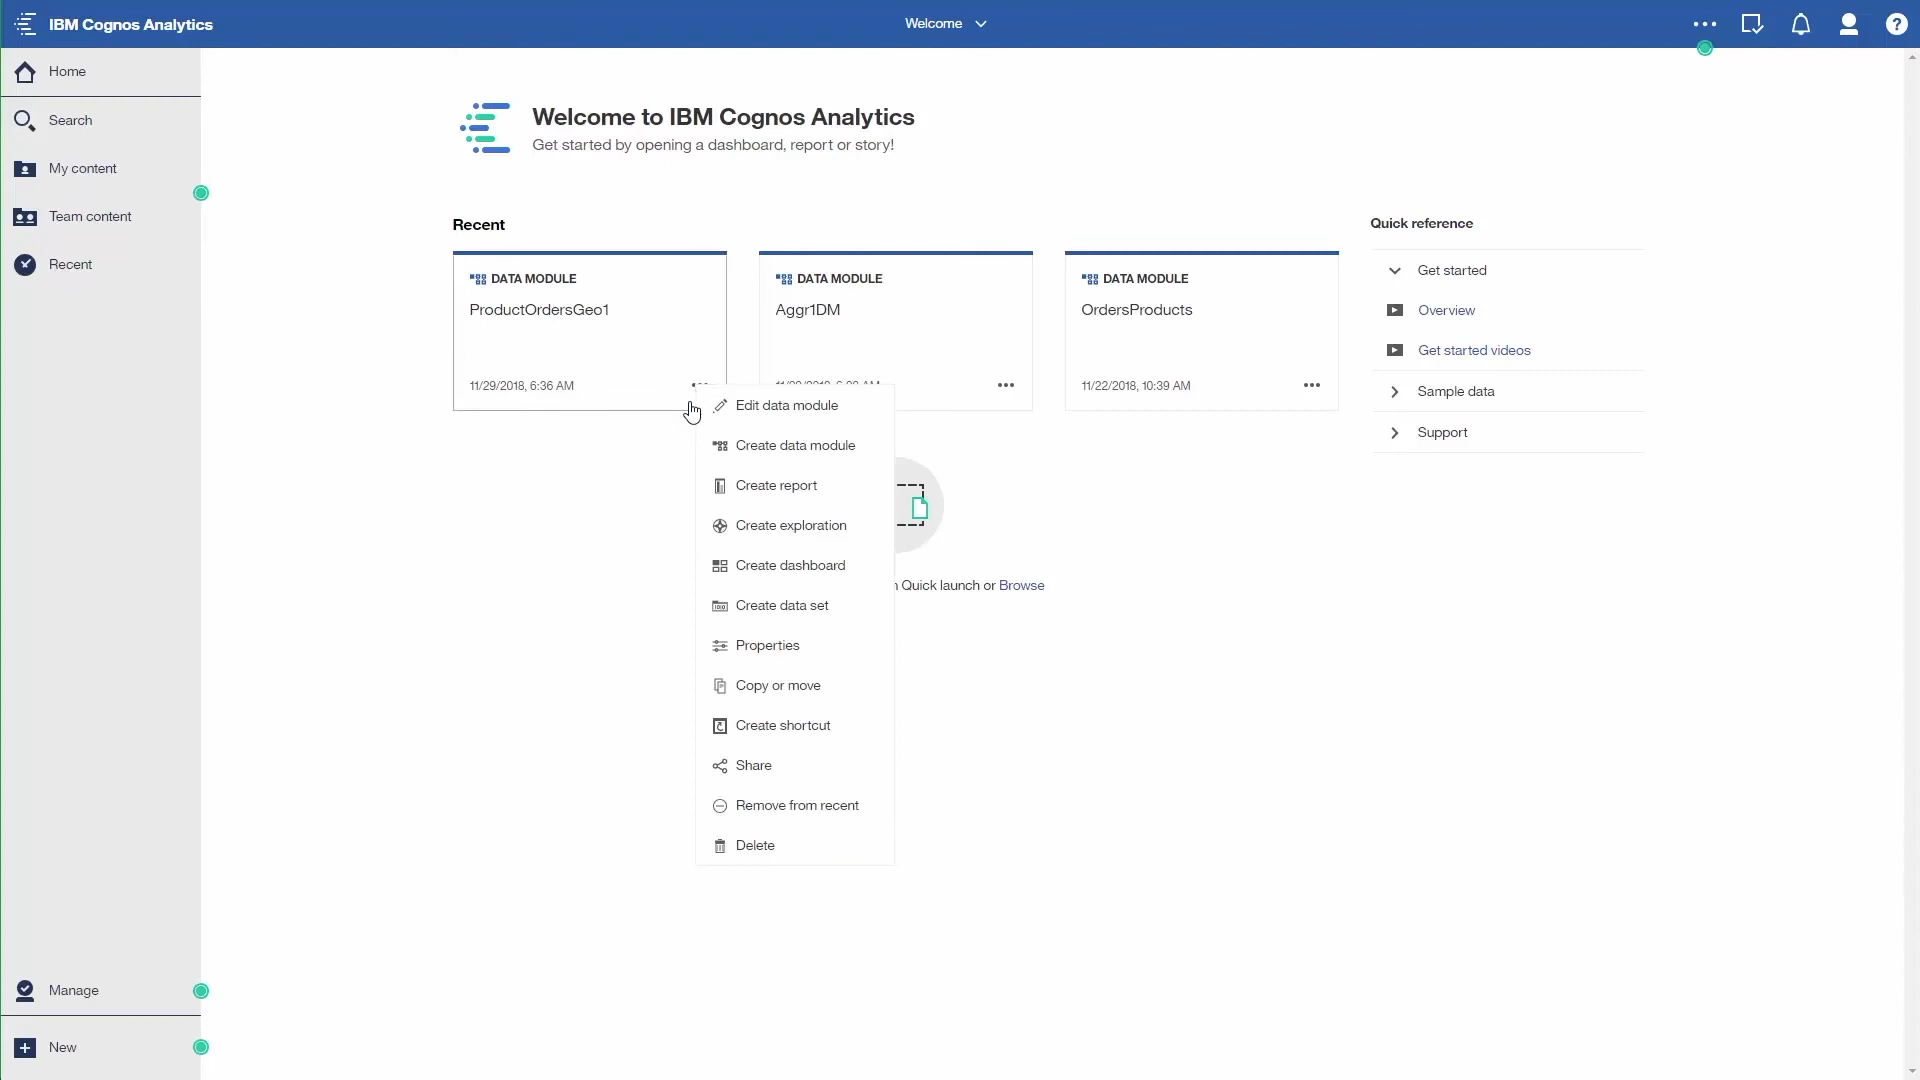 IBM Cognos Analytics
Welcome
Home
Search
My content
Team content
Recent
Manage
New
Welcome to IBM Cognos Analytics
Get started by opening a dashboard, report or story!
Recent
DATA MODULE
ProductOrdersGeo1
11/29/2018, 6:36 AM
DATA MODULE
Aggr1DM
DATA MODULE
OrdersProducts
11/22/2018, 10:39 AM
Edit data module
Create data module
Create report
Create exploration
Create dashboard
Create data set
Properties
Copy or move
Create shortcut
Share
Remove from recent
Delete
Quick launch or Browse
Quick reference
Get started
Overview
Get started videos
Sample data
Support